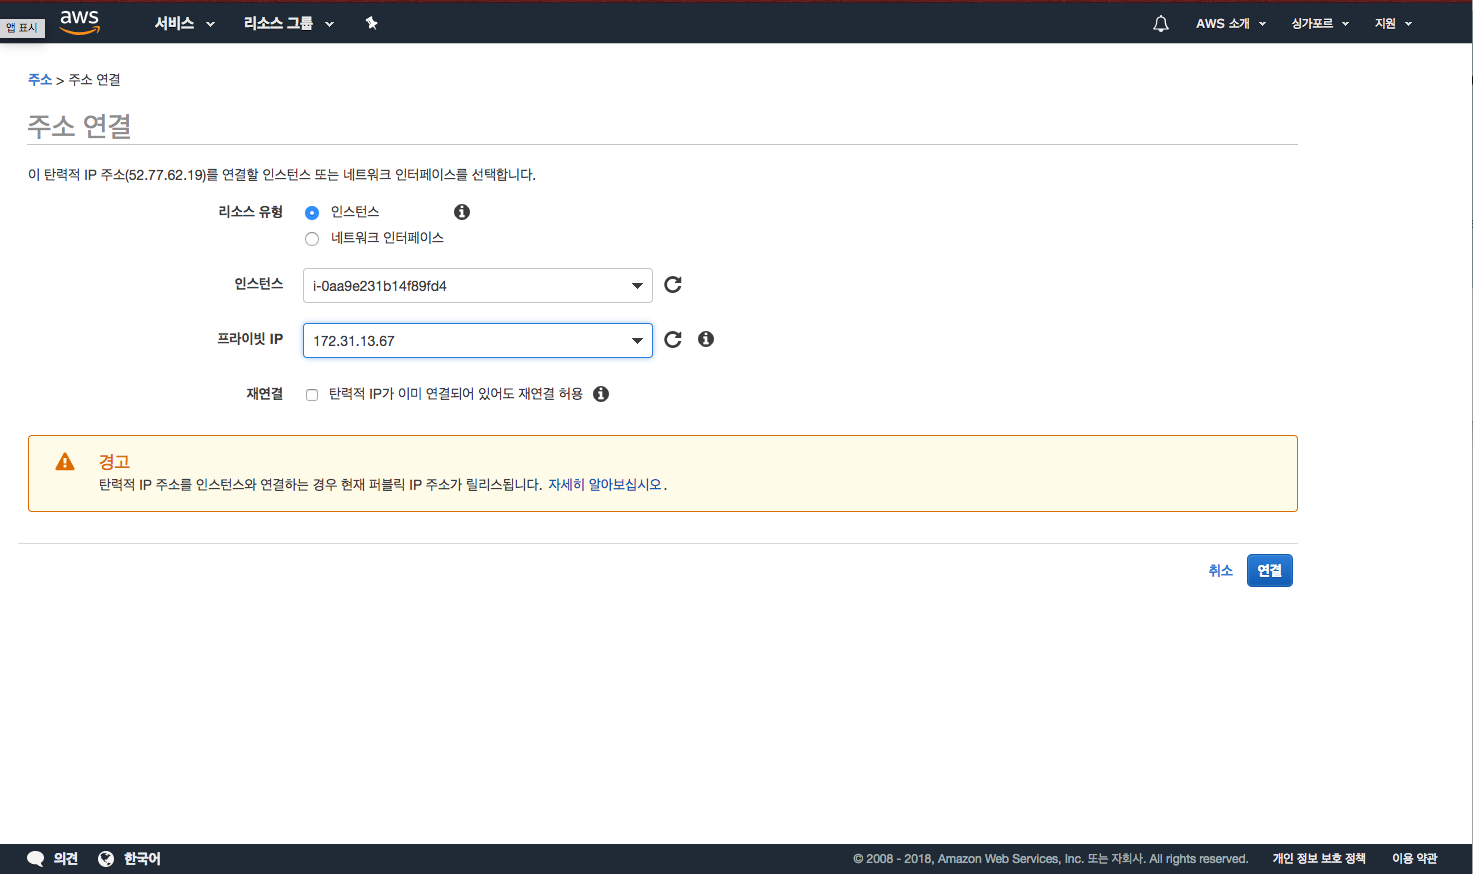 앱 표시
aws
서비스
리소스 그룹
AWS 소개
싱가포르
지원
주소 > 주소 연결
주소 연결
이 탄력적 IP 주소(52.77.62.19)를 연결할 인스턴스 또는 네트워크 인터페이스를 선택합니다.
리소스 유형
인스턴스
네트워크 인터페이스
인스턴스
i-0aa9e231b14f89fd4
프라이빗 IP
172.31.13.67
재연결
탄력적 IP가 이미 연결되어 있어도 재연결 허용
경고
탄력적 IP 주소를 인스턴스와 연결하는 경우 현재 퍼블릭 IP 주소가 릴리스됩니다. 자세히 알아보십시오.
취소
연결
의견
한국어
© 2008 - 2018, Amazon Web Services, Inc. 또는 자회사. All rights reserved.
개인 정보 보호 정책
이용 약관